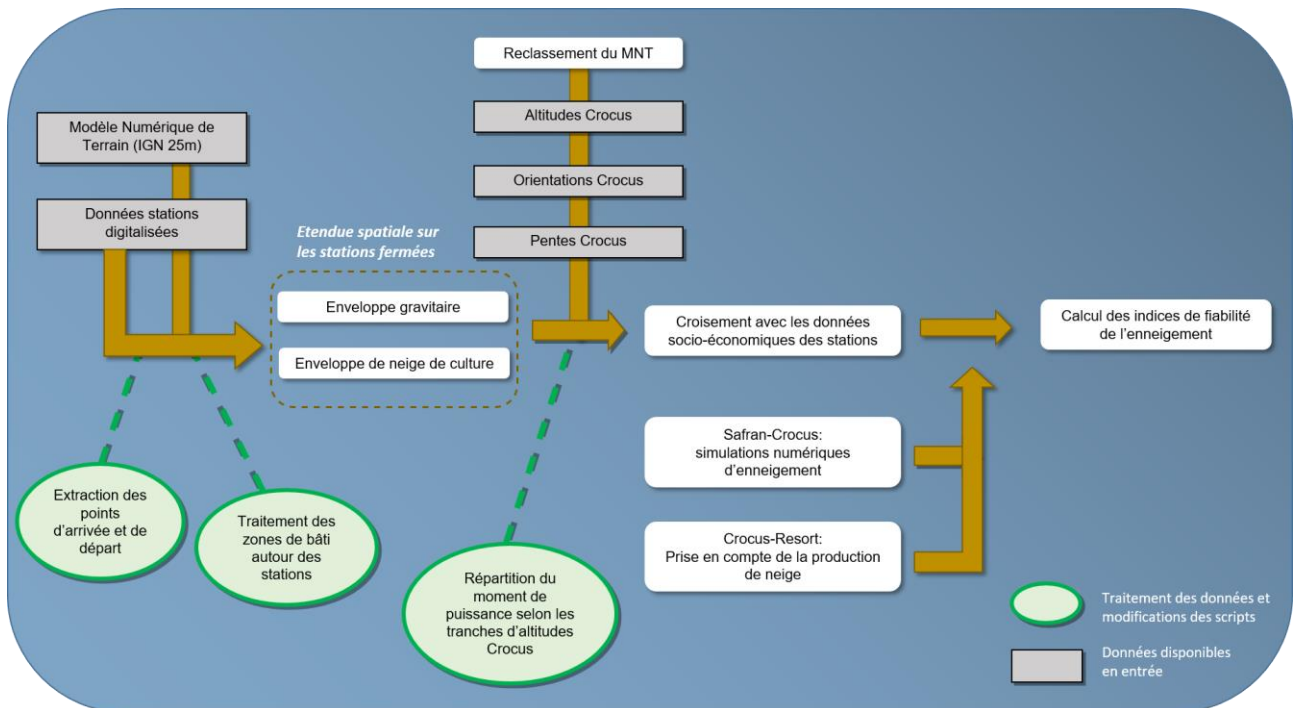 Reclassement du MNT
Altitudes Crocus
Orientations Crocus
Pentes Crocus
Modèle Numérique de
Terrain (IGN 25m)
Données stations
digitalisées
Etendue spatiale sur
les stations fermées
Enveloppe gravitaire
Enveloppe de neige de culture
Croisement avec les données
socio-économiques des stations
Calcul des indices de fiabilité
de l'enneigement
Safran-Crocus:
simulations numériques
d'enneigement
Crocus-Resort:
Prise en compte de la production
de neige
Extraction des
points
d'arrivée et de
départ
Traitement des
zones de bâti
autour des
stations
Répartition du
moment de
puissance selon les
tranches d'altitudes
Crocus
Traitement des données et
modifications des scripts
Données disponibles
en entrée